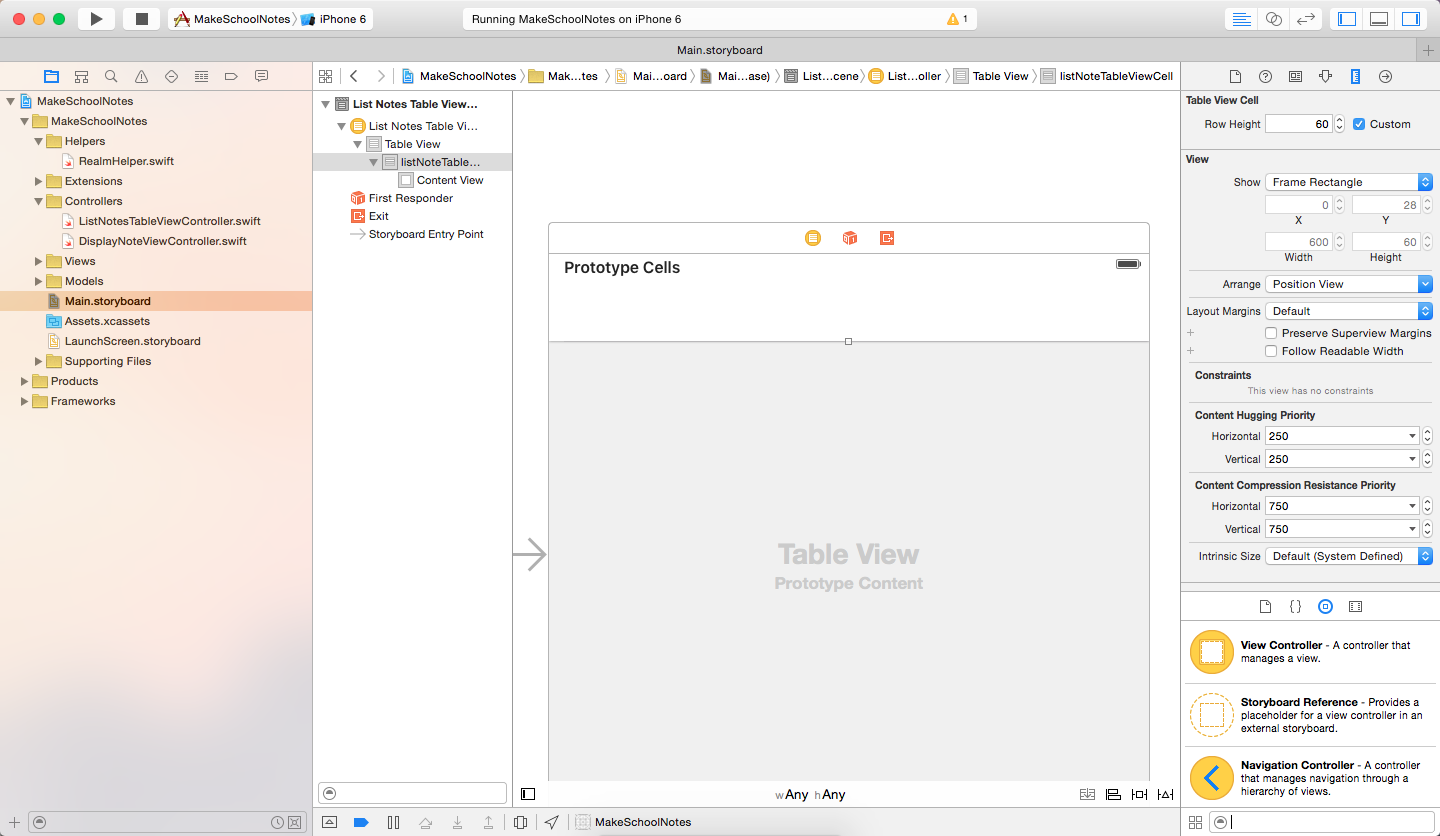 MakeSchoolNotes iPhone 6
Running MakeSchoolNotes on iPhone 6
1
Main.storyboard
MakeSchoolNotes Mak...tes Mai...oard Mai...ase) List...cene List...oller Table View listNoteTableViewCell
MakeSchoolNotes
MakeSchoolNotes
Helpers
RealmHelper.swift
Extensions
Controllers
ListNotesTableViewController.swift
DisplayNoteViewController.swift
Views
Models
Main.storyboard
Assets.xcassets
LaunchScreen.storyboard
Supporting Files
Products
Frameworks
List Notes Table View...
List Notes Table Vi...
Table View
listNoteTable...
Content View
First Responder
Exit
Storyboard Entry Point
Prototype Cells
Table View
Prototype Content
wAny hAny
MakeSchoolNotes
Table View Cell
Row Height 60 Custom
View
Show Frame Rectangle
0 28
X Y
600 60
Width Height
Arrange Position View
Layout Margins Default
Preserve Superview Margins
Follow Readable Width
Constraints
This view has no constraints
Content Hugging Priority
Horizontal 250
Vertical 250
Content Compression Resistance Priority
Horizontal 750
Vertical 750
Intrinsic Size Default (System Defined)
View Controller - A controller that
manages a view.
Storyboard Reference - Provides a
placeholder for a view controller in an
external storyboard.
Navigation Controller - A controller
that manages navigation through a
hierarchy of views.